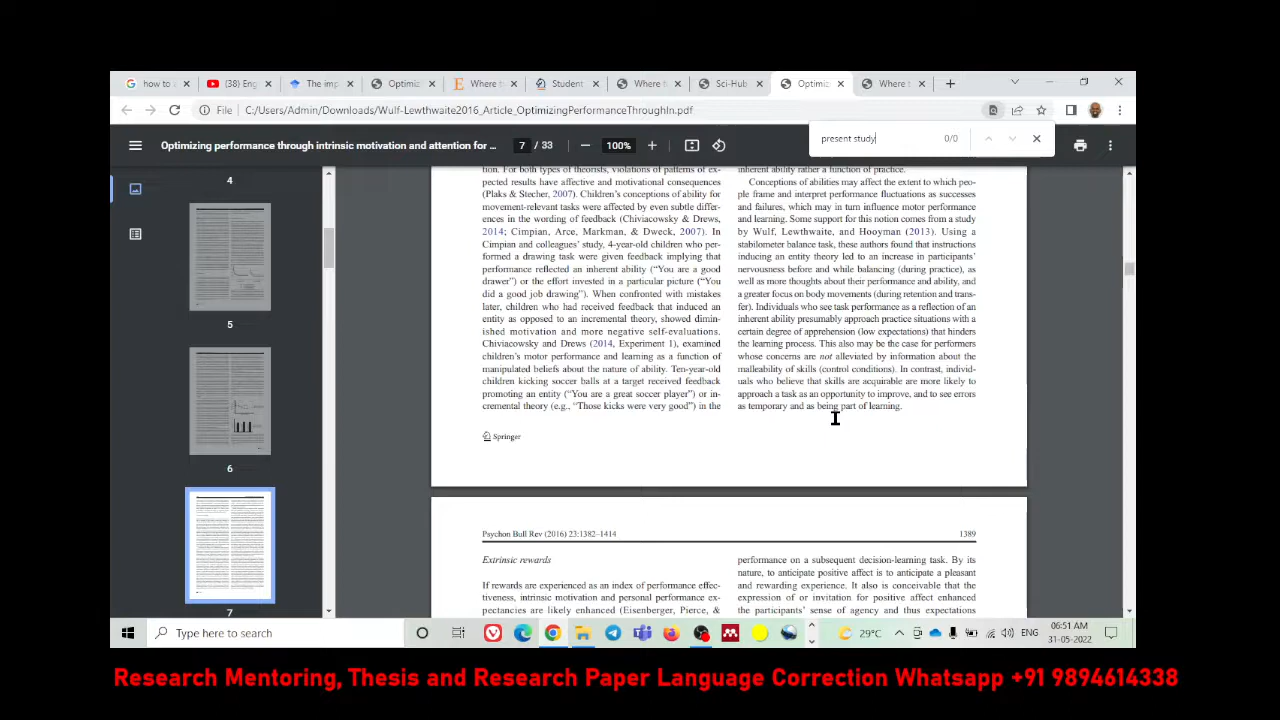 how to a
(38) Eng
The imp
Optimiz
Where t
Student
Where t
Sci-Hub
Optimiz
Where t
File
C:/Users/Admin/Downloads/Wulf-Lewthwaite2016_Article_OptimizingPerformanceThroughIn.pdf
present study
0/0
Optimizing performance through intrinsic motivation and attention for ...
7 / 33
100%
4
5
6
7
tion. For both types of theorists, violations of patterns of ex-
pected results have affective and motivational consequences
(Plaks & Stecher, 2007). Children's conceptions of ability for
movement-relevant tasks were affected by even subtle differ-
ences in the wording of feedback (Chiviacowsky & Drews,
2014; Cimpian, Arce, Markman, & Dweck, 2007). In
Cimpian and colleagues' study, 4-year-old children who per-
formed a drawing task were given feedback implying that
performance reflected an inherent ability ("You are a good
drawer") or the effort invested in a particular picture ("You
did a good job drawing"). When confronted with mistakes
later, children who had received feedback that induced an
entity as opposed to an incremental theory, showed dimin-
ished motivation and more negative self-evaluations.
Chiviacowsky and Drews (2014, Experiment 1), examined
children's motor performance and learning as a function of
manipulated beliefs about the nature of ability. Ten-year-old
children kicking soccer balls at a target received feedback
promoting an entity ("You are a great soccer player") or in-
cremental theory (e.g., "Those kicks were very good") in the
inherent ability rather a function of practice.
Conceptions of abilities may affect the extent to which peo-
ple frame and interpret performance fluctuations as successes
and failures, which may in turn influence motor performance
and learning. Some support for this notion comes from a study
by Wulf, Lewthwaite, and Hooyman (2013). Using a
stabilometer balance task, these authors found that instructions
inducing an entity theory led to an increase in participants'
nervousness before and while balancing (during practice), as
well as more thoughts about their performance and ability, and
a greater focus on body movements (during retention and trans-
fer). Individuals who see task performance as a reflection of an
inherent ability presumably approach practice situations with a
certain degree of apprehension (low expectations) that hinders
the learning process. This also may be the case for performers
whose concerns are not alleviated by information about the
malleability of skills (control conditions). In contrast, individ-
uals who believe that skills are acquirable are more likely to
approach a task as an opportunity to improve, and to see errors
as temporary and as being part of learning.
Springer
Psychon Bull Rev (2016) 23:1382–1414
1389
Extrinsic rewards
If rewards are experienced as an index of performance effec-
tiveness, intrinsic motivation and personal performance ex-
pectancies are likely enhanced (Eisenberger, Pierce, &
performance on a subsequent decision-learning task. By its
nature, to anticipate positive affect is to anticipate a pleasant
and rewarding experience. It also is conceivable that the
expression of or invitation for positive affect enhanced
the participants' sense of agency and thus expectations
Type here to search
29°C
ENG
06:51 AM
31-05-2022
Research Mentoring, Thesis and Research Paper Language Correction Whatsapp +91 9894614338